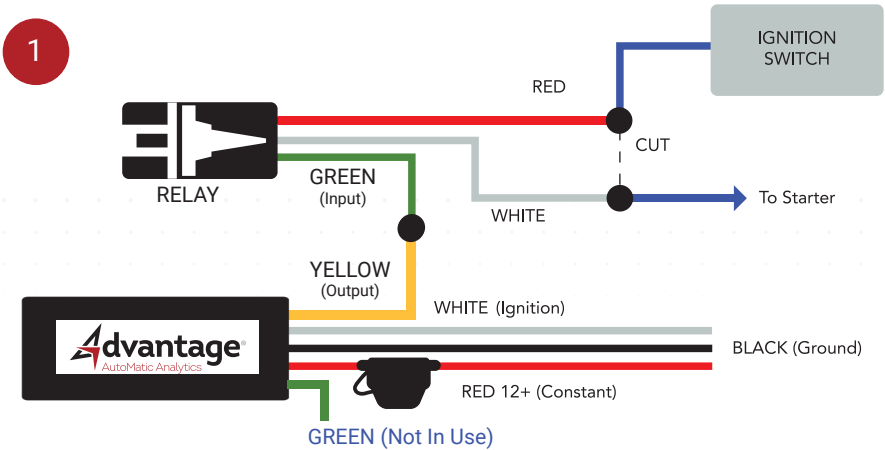 1
IGNITION
SWITCH
RED
CUT
RELAY
GREEN
(Input)
WHITE
To Starter
YELLOW
(Output)
WHITE (Ignition)
Advantage®
AutoMatic Analytics
BLACK (Ground)
RED 12+ (Constant)
GREEN (Not In Use)